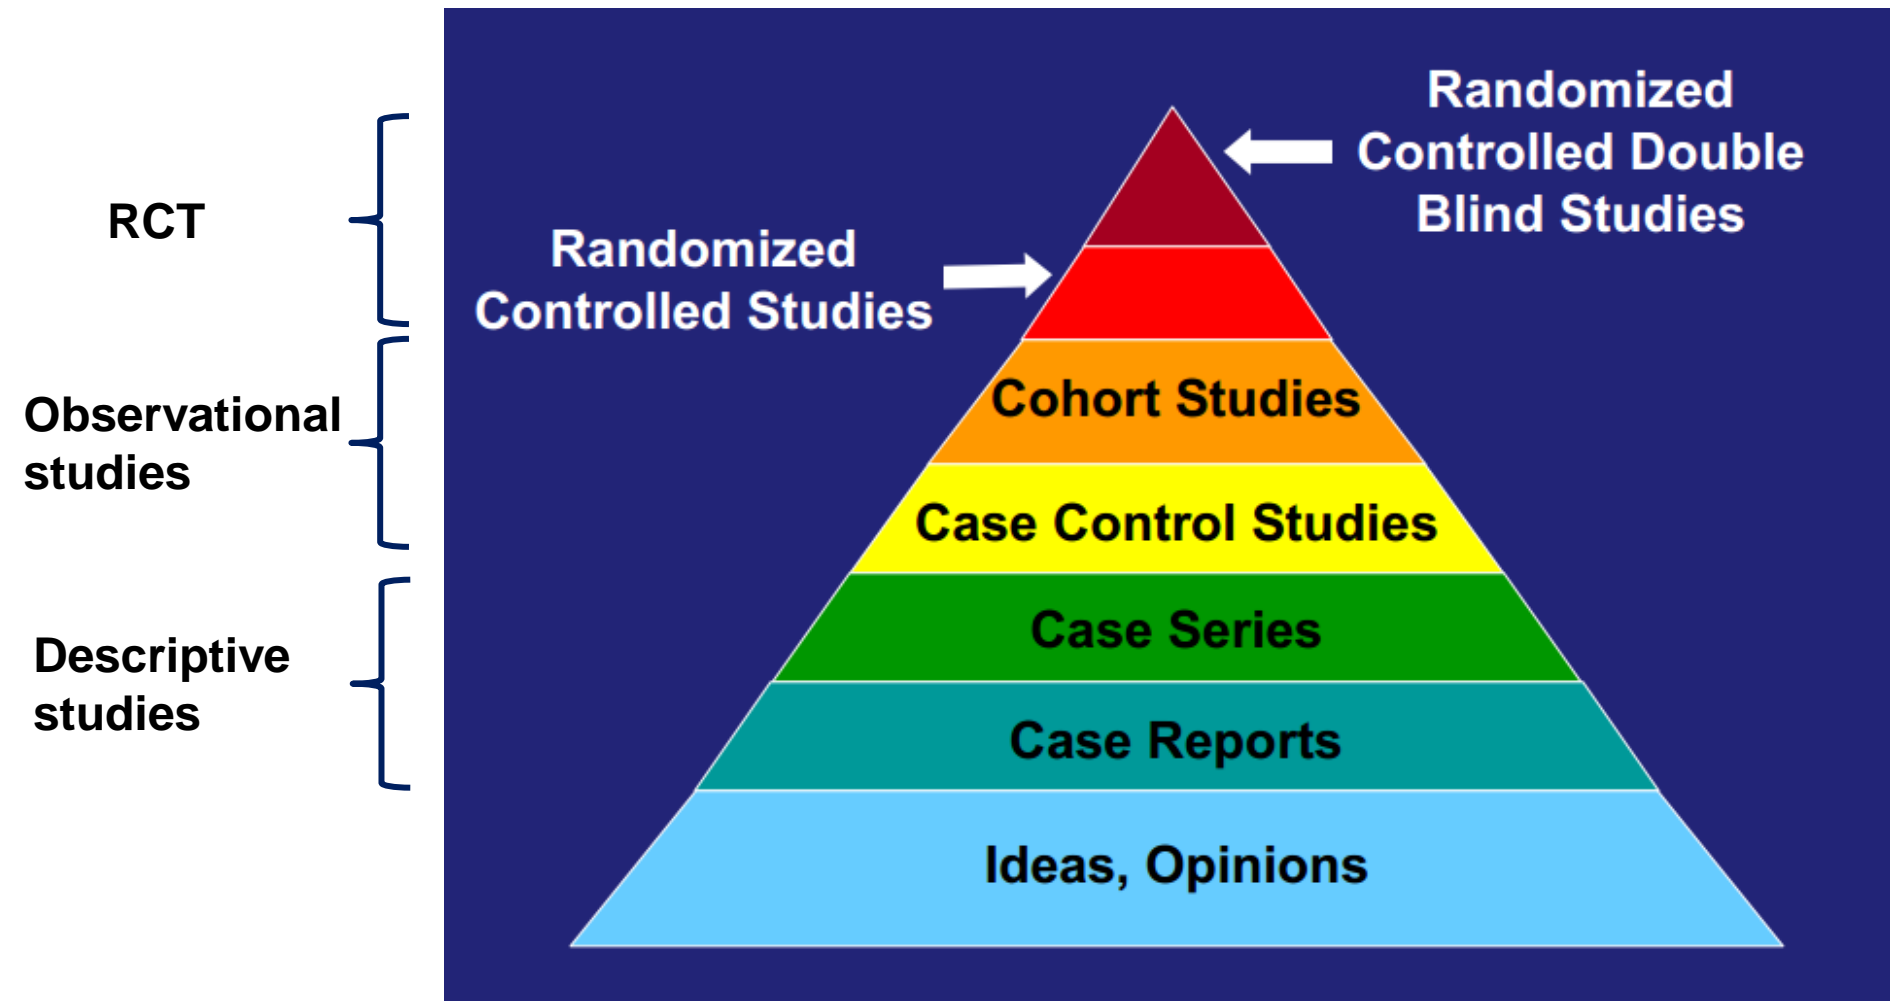 RCT
Observational
studies
Descriptive
studies
Randomized
Controlled Double
Blind Studies
Randomized
Controlled Studies
Cohort Studies
Case Control Studies
Case Series
Case Reports
Ideas, Opinions